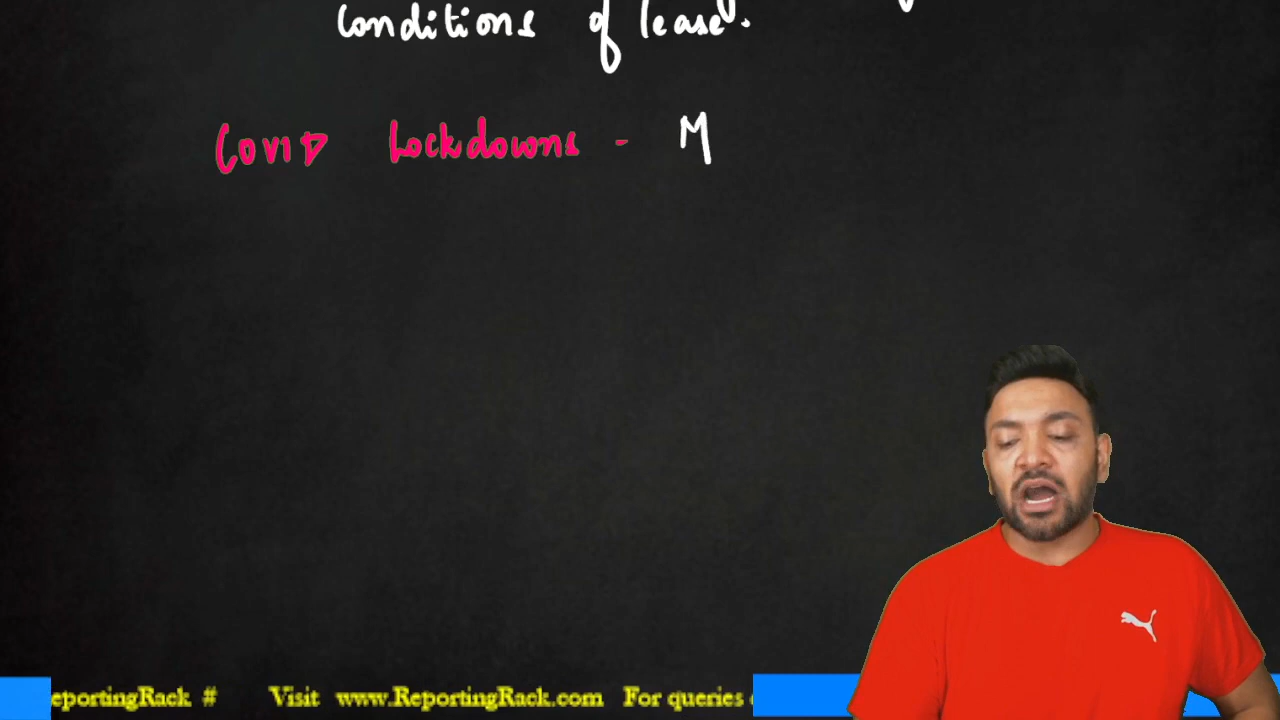 conditions of lease.
COVID Lockdowns - M
eportingRack # Visit www.ReportingRack.com For queries